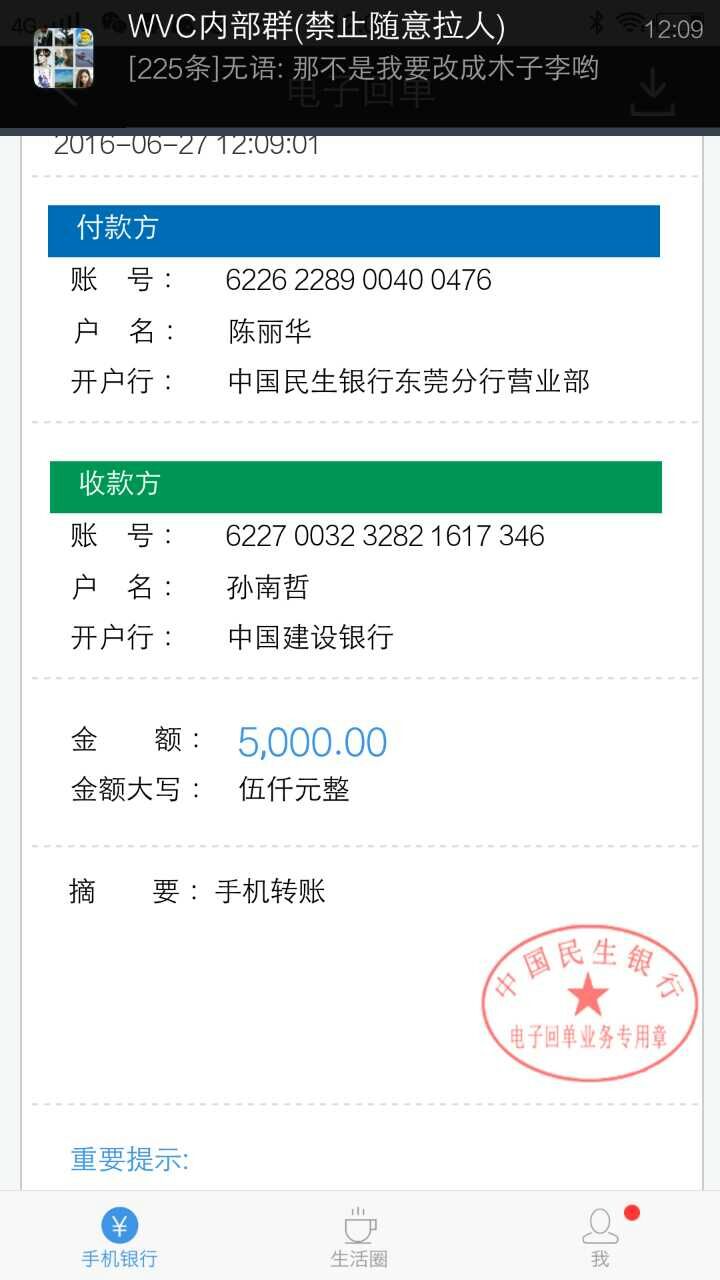 4G
12:09
WVC内部群(禁止随意拉人)
[225条]无语: 那不是我要改成木子李哟
电子回单
2016-06-27 12:09:01
付款方
账 号: 6226 2289 0040 0476
户 名: 陈丽华
开户行: 中国民生银行东莞分行营业部
收款方
账 号: 6227 0032 3282 1617 346
户 名: 孙南哲
开户行: 中国建设银行
金 额: 5,000.00
金额大写: 伍仟元整
摘 要: 手机转账
中国民生银行
电子回单业务专用章
重要提示:
¥
手机银行 生活圈 我